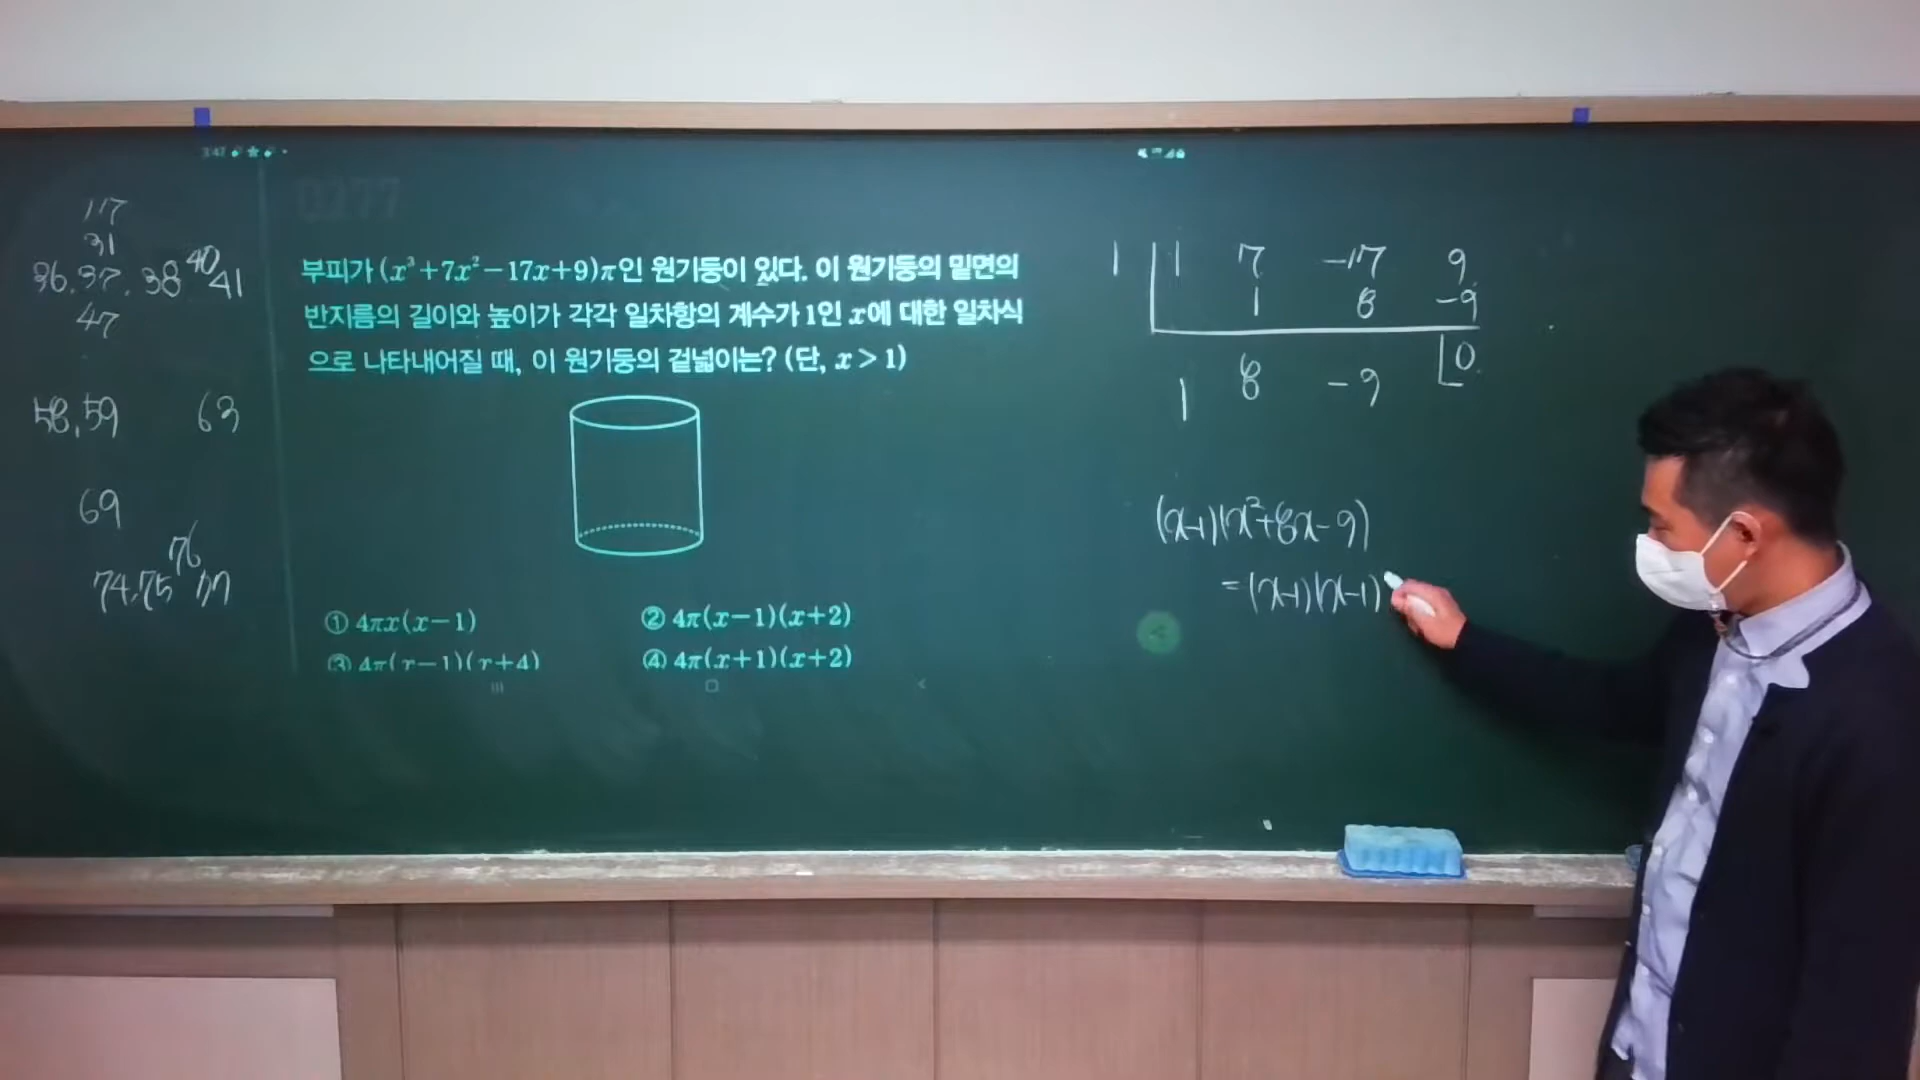 3:47
0277
117
31
36. 37. 38 40 41
47
58, 59 63
69
76
74. 75 77
부피가 (x³+7x²−17x+9)π인 원기둥이 있다. 이 원기둥의 밑면의
반지름의 길이와 높이가 각각 일차항의 계수가 1인 x에 대한 일차식
으로 나타내어질 때, 이 원기둥의 겉넓이는? (단, x > 1)
① 4πx(x−1) ② 4π(x−1)(x+2)
③ 4π(x−1)(x+4) ④ 4π(x+1)(x+2)
1 1 7 -17 9
1 8 -9
1 8 -9 0
(x-1)(x²+8x-9)
=(x-1)(x-1)